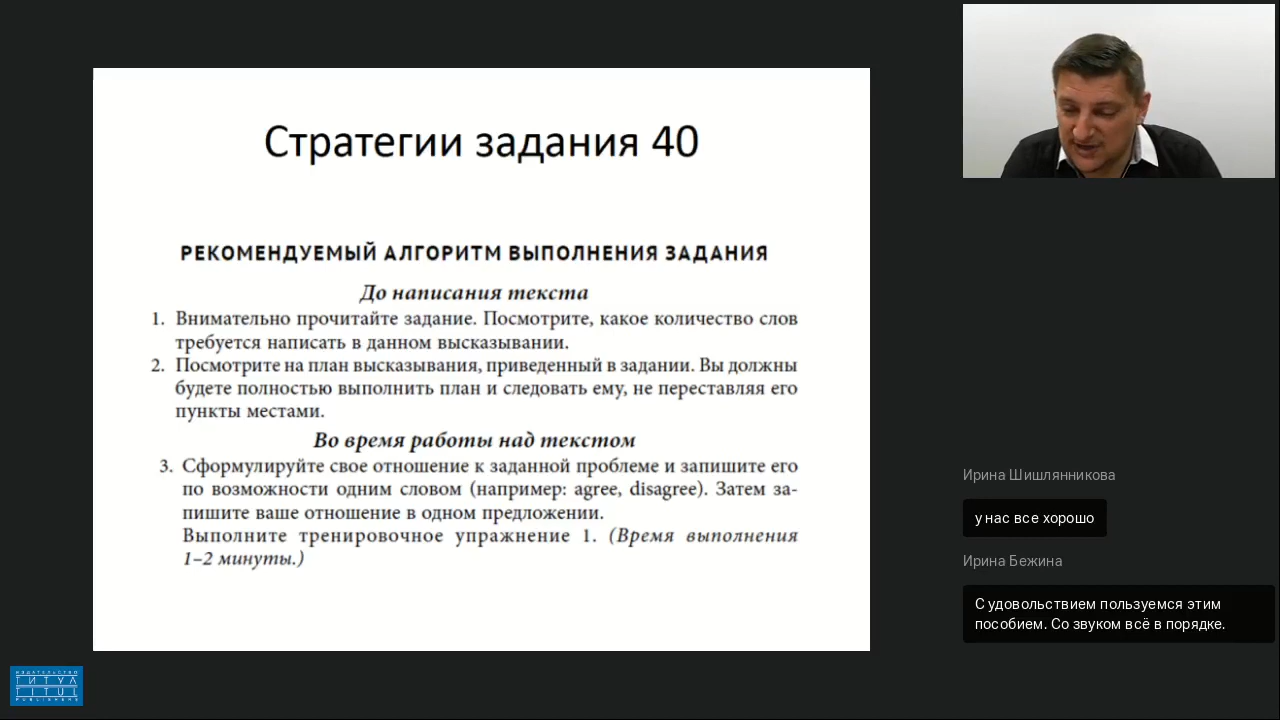 Стратегии задания 40
РЕКОМЕНДУЕМЫЙ АЛГОРИТМ ВЫПОЛНЕНИЯ ЗАДАНИЯ
До написания текста
1. Внимательно прочитайте задание. Посмотрите, какое количество слов
требуется написать в данном высказывании.
2. Посмотрите на план высказывания, приведенный в задании. Вы должны
будете полностью выполнить план и следовать ему, не переставляя его
пункты местами.
Во время работы над текстом
3. Сформулируйте свое отношение к заданной проблеме и запишите его
по возможности одним словом (например: agree, disagree). Затем за-
пишите ваше отношение в одном предложении.
Выполните тренировочное упражнение 1. (Время выполнения
1–2 минуты.)
Ирина Шишлянникова
у нас все хорошо
Ирина Бежина
С удовольствием пользуемся этим
пособием. Со звуком всё в порядке.
ИЗДАТЕЛЬСТВО
ТИТУЛ
TITUL
PUBLISHERS